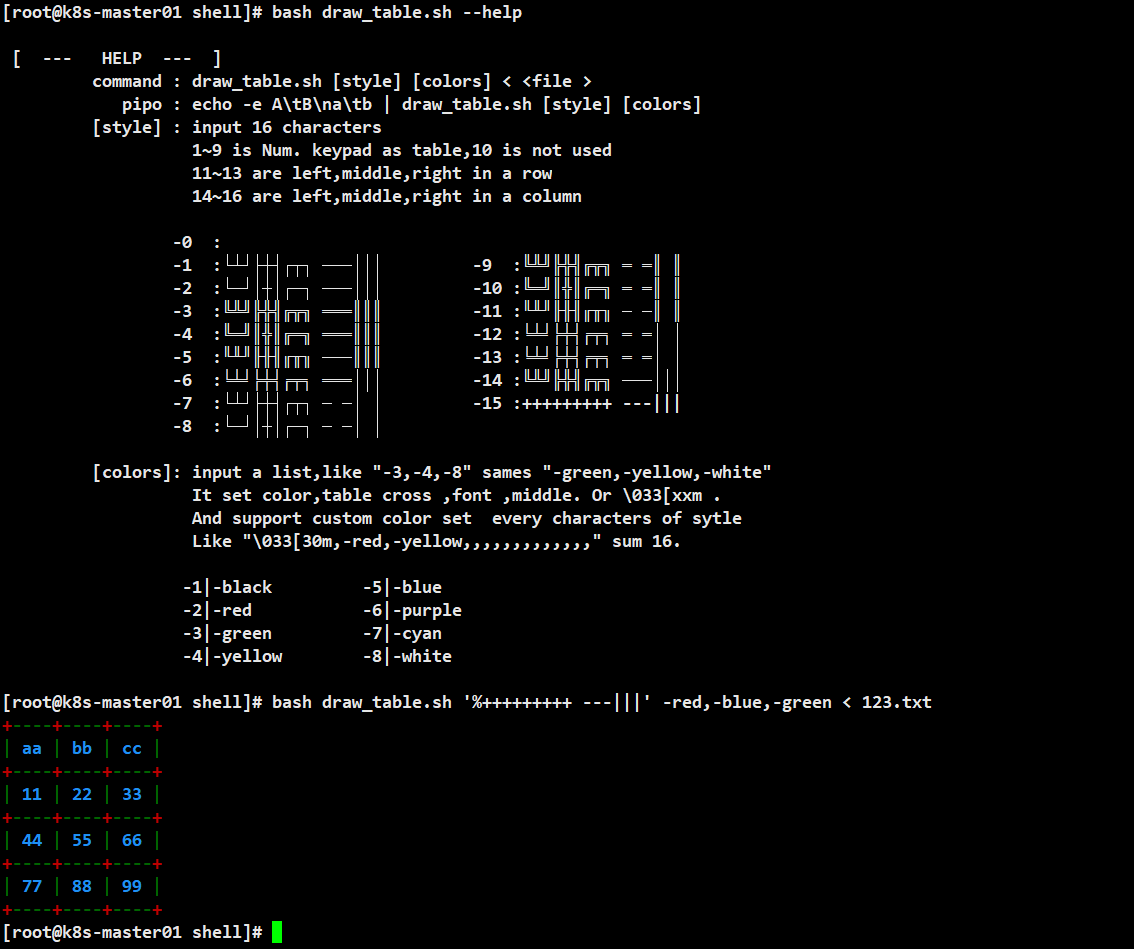 [root@k8s-master01 shell]# bash draw_table.sh --help
[  ---   HELP  ---  ]
command : draw_table.sh [style] [colors] < <file >
pipo : echo -e A\tB\na\tb | draw_table.sh [style] [colors]
[style] : input 16 characters
1~9 is Num. keypad as table,10 is not used
11~13 are left,middle,right in a row
14~16 are left,middle,right in a column
-0  :
-1  :└┴┘├┼┤┌┬┐ ───│││          -9  :╚╩╝╠╬╣╔╦╗ ═ ═║ ║
-2  :└─┘│┼│┌─┐ ───│││          -10 :╚═╝║╬║╔═╗ ═ ═║ ║
-3  :╚╩╝╠╬╣╔╦╗ ═══║║║          -11 :╙╨╜╟╫╢╓╥╖ ─ ─║ ║
-4  :╚═╝║╬║╔═╗ ═══║║║          -12 :╘╧╛╞╪╡╒╤╕ ═ ═│ │
-5  :╙╨╜╟╫╢╓╥╖ ───║║║          -13 :╘╧╛╞╪╡╒╤╕ ═ ═│ │
-6  :╘╧╛╞╪╡╒╤╕ ═══│││          -14 :╚╩╝╠╬╣╔╦╗ ───│││
-7  :└┴┘├┼┤┌┬┐ ─ ─│ │          -15 :+++++++++ ---|||
-8  :└─┘│┼│┌─┐ ─ ─│ │
[colors]: input a list,like "-3,-4,-8" sames "-green,-yellow,-white"
It set color,table cross ,font ,middle. Or \033[xxm .
And support custom color set  every characters of sytle
Like "\033[30m,-red,-yellow,,,,,,,,,,,,," sum 16.
-1|-black         -5|-blue
-2|-red           -6|-purple
-3|-green         -7|-cyan
-4|-yellow        -8|-white
[root@k8s-master01 shell]# bash draw_table.sh '%+++++++++ ---|||' -red,-blue,-green < 123.txt
+----+----+----+
| aa | bb | cc |
+----+----+----+
| 11 | 22 | 33 |
+----+----+----+
| 44 | 55 | 66 |
+----+----+----+
| 77 | 88 | 99 |
+----+----+----+
[root@k8s-master01 shell]#